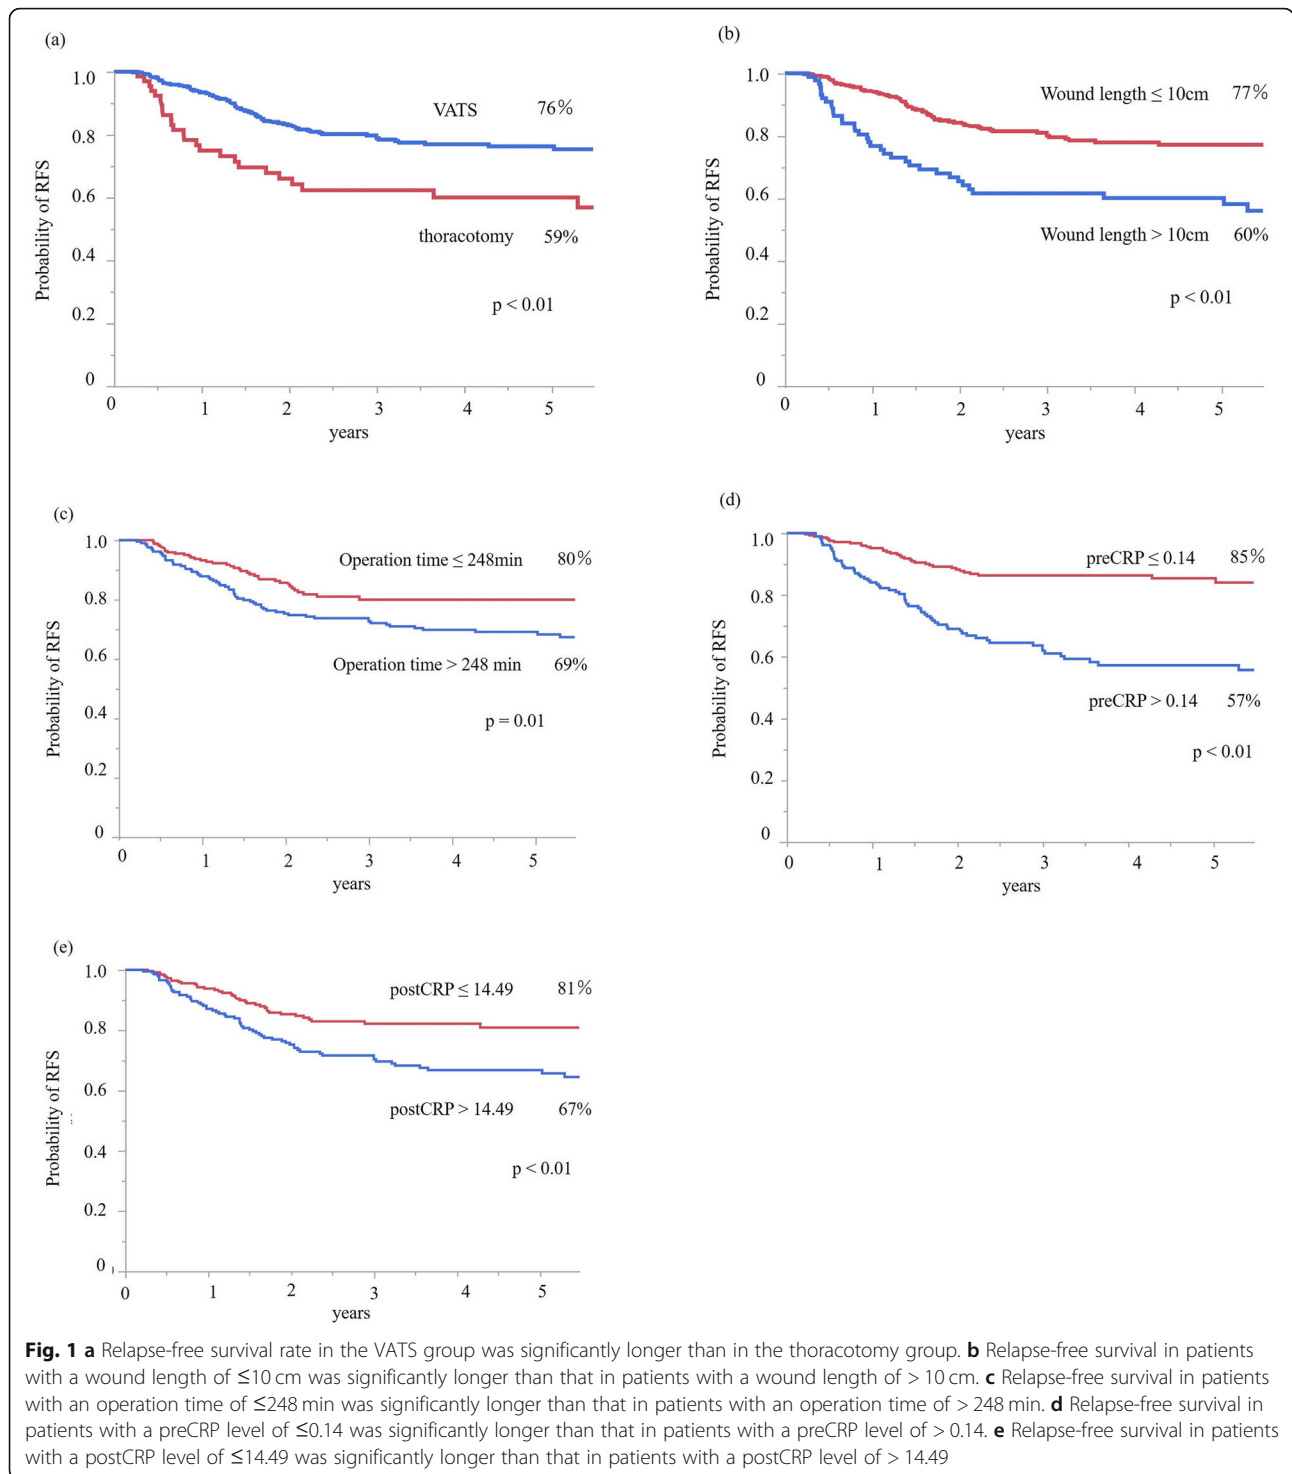 (a)
1.0
0.8
0.6
0.4
0.2
0
Probability of RFS
VATS 76%
thoracotomy 59%
p < 0.01
0 1 2 3 4 5
years
(b)
1.0
0.8
0.6
0.4
0.2
0
Probability of RFS
Wound length ≤ 10cm 77%
Wound length > 10cm 60%
p < 0.01
0 1 2 3 4 5
years
(c)
1.0
0.8
0.6
0.4
0.2
0
Probability of RFS
Operation time ≤ 248min 80%
Operation time > 248 min 69%
p = 0.01
0 1 2 3 4 5
years
(d)
1.0
0.8
0.6
0.4
0.2
0
Probability of RFS
preCRP ≤ 0.14 85%
preCRP > 0.14 57%
p < 0.01
0 1 2 3 4 5
years
(e)
1.0
0.8
0.6
0.4
0.2
0
Probability of RFS
postCRP ≤ 14.49 81%
postCRP > 14.49 67%
p < 0.01
0 1 2 3 4 5
years
Fig. 1 a Relapse-free survival rate in the VATS group was significantly longer than in the thoracotomy group. b Relapse-free survival in patients
with a wound length of ≤10 cm was significantly longer than that in patients with a wound length of > 10 cm. c Relapse-free survival in patients
with an operation time of ≤248 min was significantly longer than that in patients with an operation time of > 248 min. d Relapse-free survival in
patients with a preCRP level of ≤0.14 was significantly longer than that in patients with a preCRP level of > 0.14. e Relapse-free survival in patients
with a postCRP level of ≤14.49 was significantly longer than that in patients with a postCRP level of > 14.49